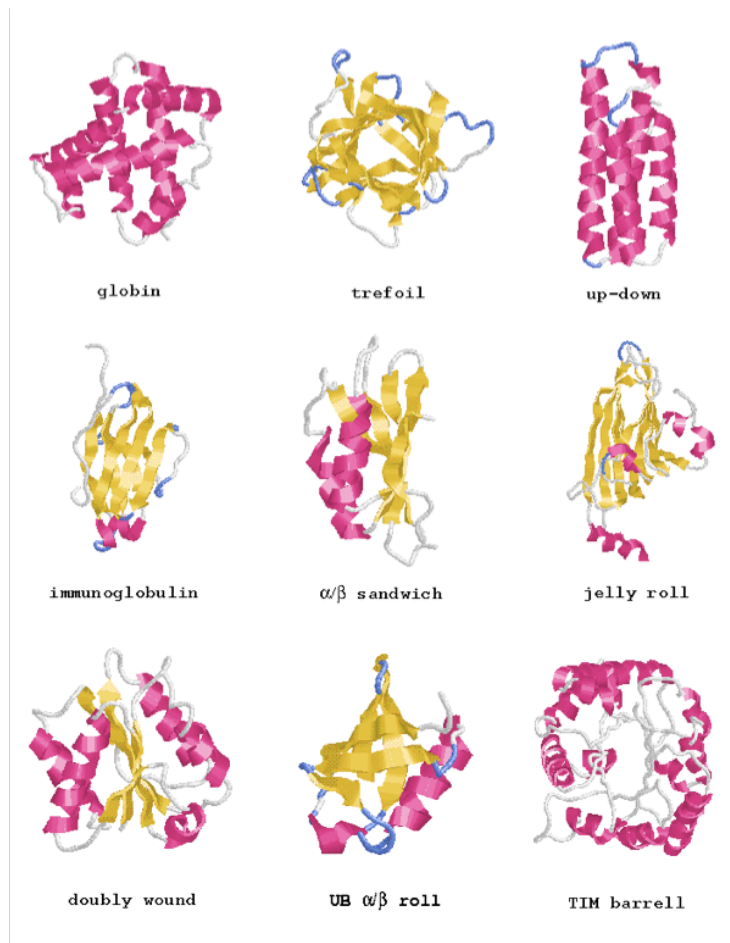 globin trefoil up-down
immunoglobulin α/β sandwich jelly roll
doubly wound UB α/β roll TIM barrell